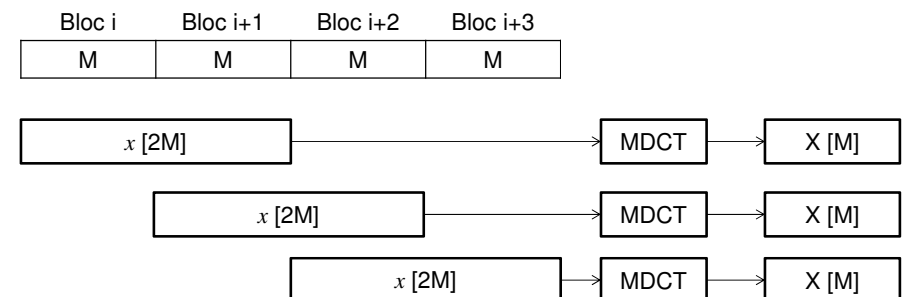 Bloc i Bloc i+1 Bloc i+2 Bloc i+3
M M M M
x [2M] MDCT X [M]
x [2M] MDCT X [M]
x [2M] MDCT X [M]